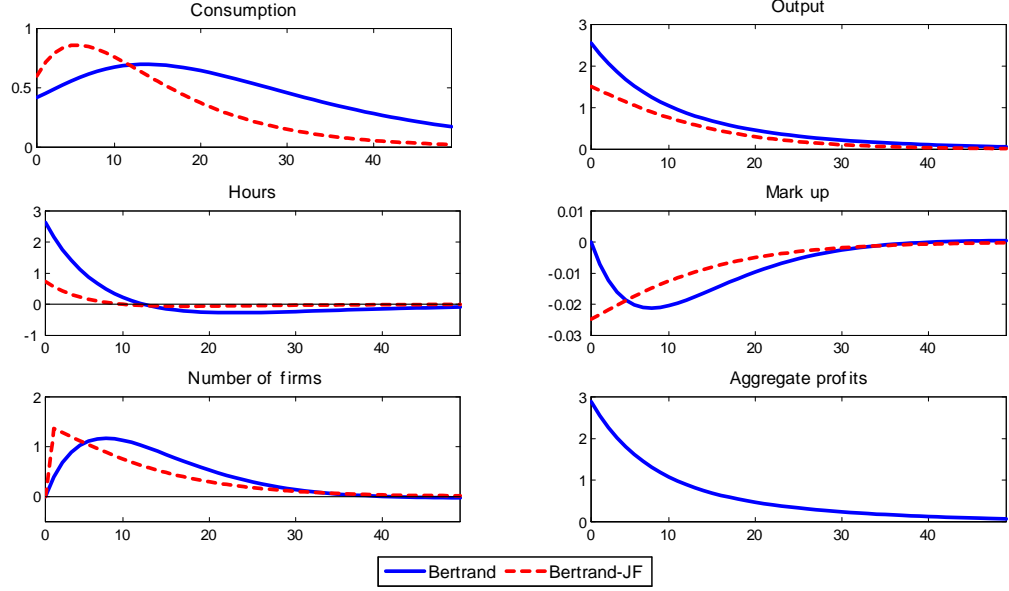 Consumption
1
0.5
0
0 10 20 30 40
Output
3
2
1
0
0 10 20 30 40
Hours
3
2
1
0
-1
0 10 20 30 40
Mark up
0.01
0
-0.01
-0.02
-0.03
0 10 20 30 40
Number of firms
2
1
0
0 10 20 30 40
Aggregate profits
3
2
1
0
0 10 20 30 40
Bertrand Bertrand-JF